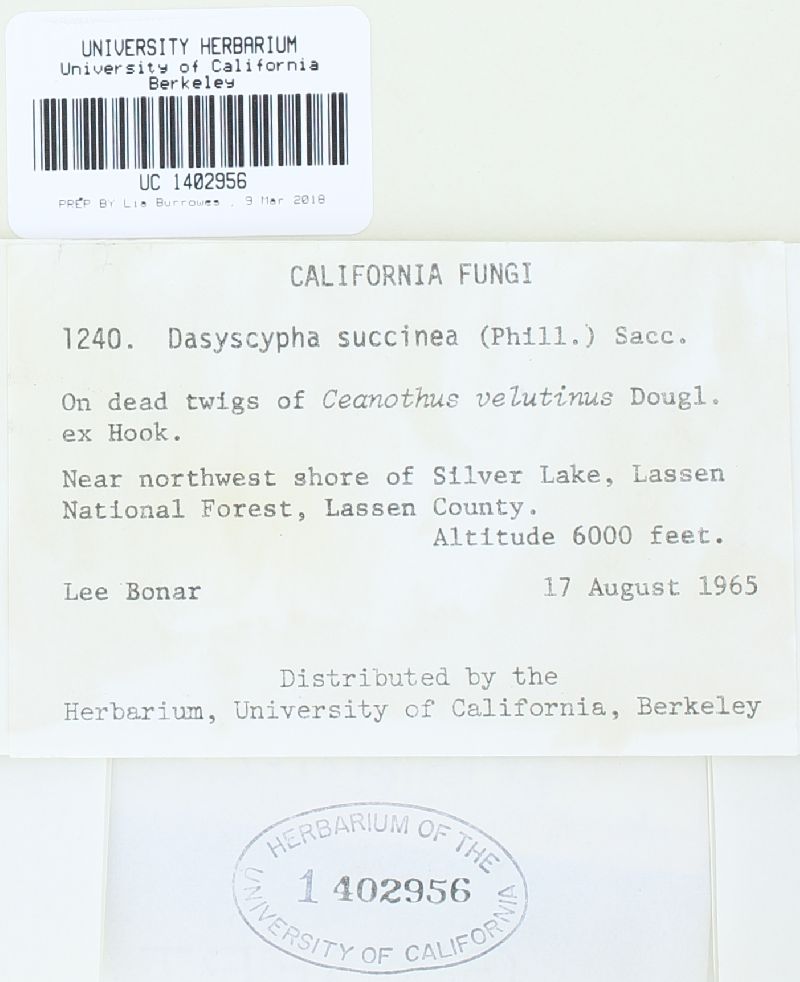 UNIVERSITY HERBARIUM
University of California
Berkeley
UC 1402956
PREP BY Lia Burrowes . 9 Mar 2018
CALIFORNIA FUNGI
1240. Dasyscypha succinea (Phill.) Sacc.
On dead twigs of Ceanothus velutinus Dougl.
ex Hook.
Near northwest shore of Silver Lake, Lassen
National Forest, Lassen County.
Altitude 6000 feet.
Lee Bonar 17 August 1965
Distributed by the
Herbarium, University of California, Berkeley
HERBARIUM OF THE
1 402956
UNIVERSITY OF CALIFORNIA